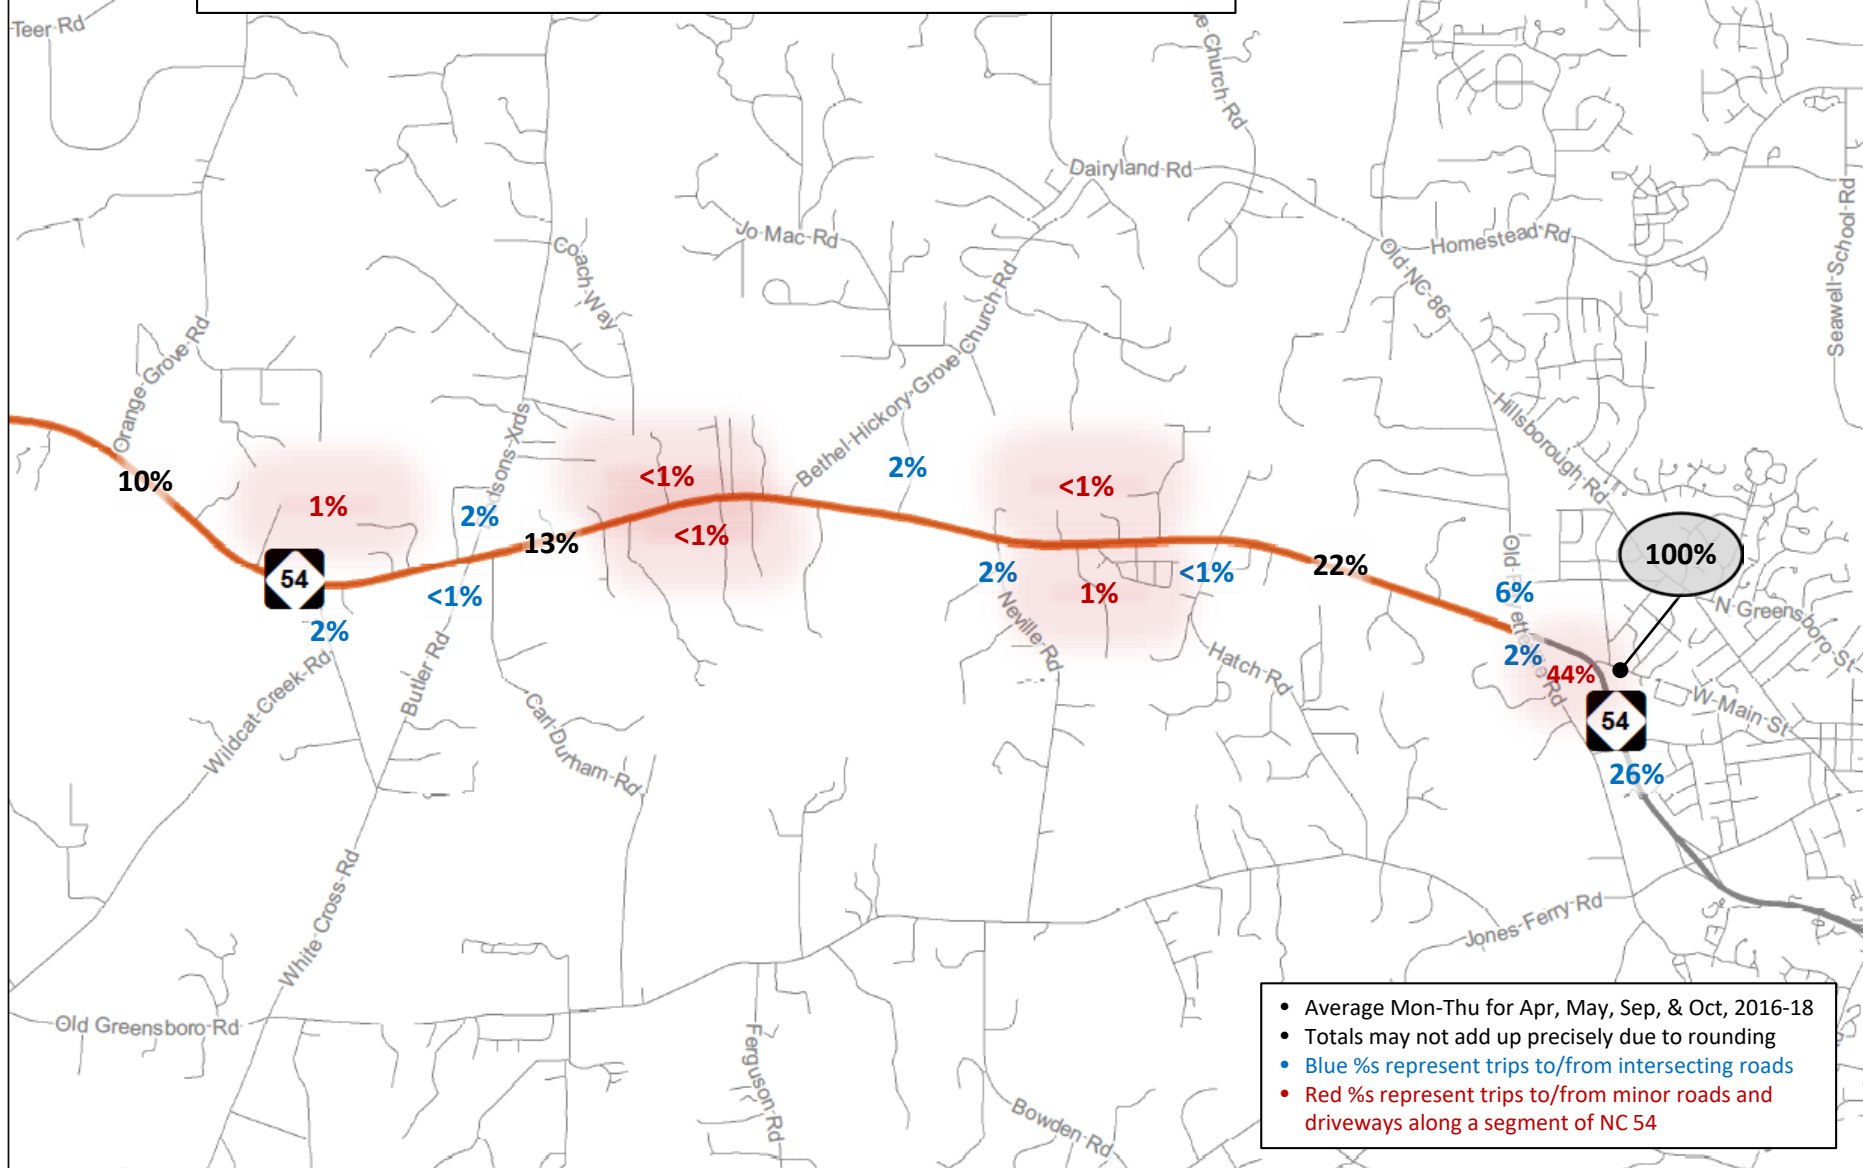 Teer Rd
e Church Rd
Dairyland Rd
Seawell School Rd
Jo Mac Rd
Homestead Rd
Coach Way
Old NC 86
Orange Grove Rd
Bethel Hickory Grove Church Rd
dsons Xrds
Hillsborough Rd
10%
1%
2%
<1%
2%
<1%
13%
<1%
54
<1%
2%
2%
<1%
1%
22%
Old
6%
100%
N Greensboro St
2%
44%
Rd
54
W Main St
26%
Neville Rd
Hatch Rd
Wildcat Creek Rd
Butler Rd
Carl Durham Rd
White Cross Rd
Jones Ferry Rd
Old Greensboro Rd
Ferguson Rd
Bowden Rd
• Average Mon-Thu for Apr, May, Sep, & Oct, 2016-18
• Totals may not add up precisely due to rounding
• Blue %s represent trips to/from intersecting roads
• Red %s represent trips to/from minor roads and
driveways along a segment of NC 54